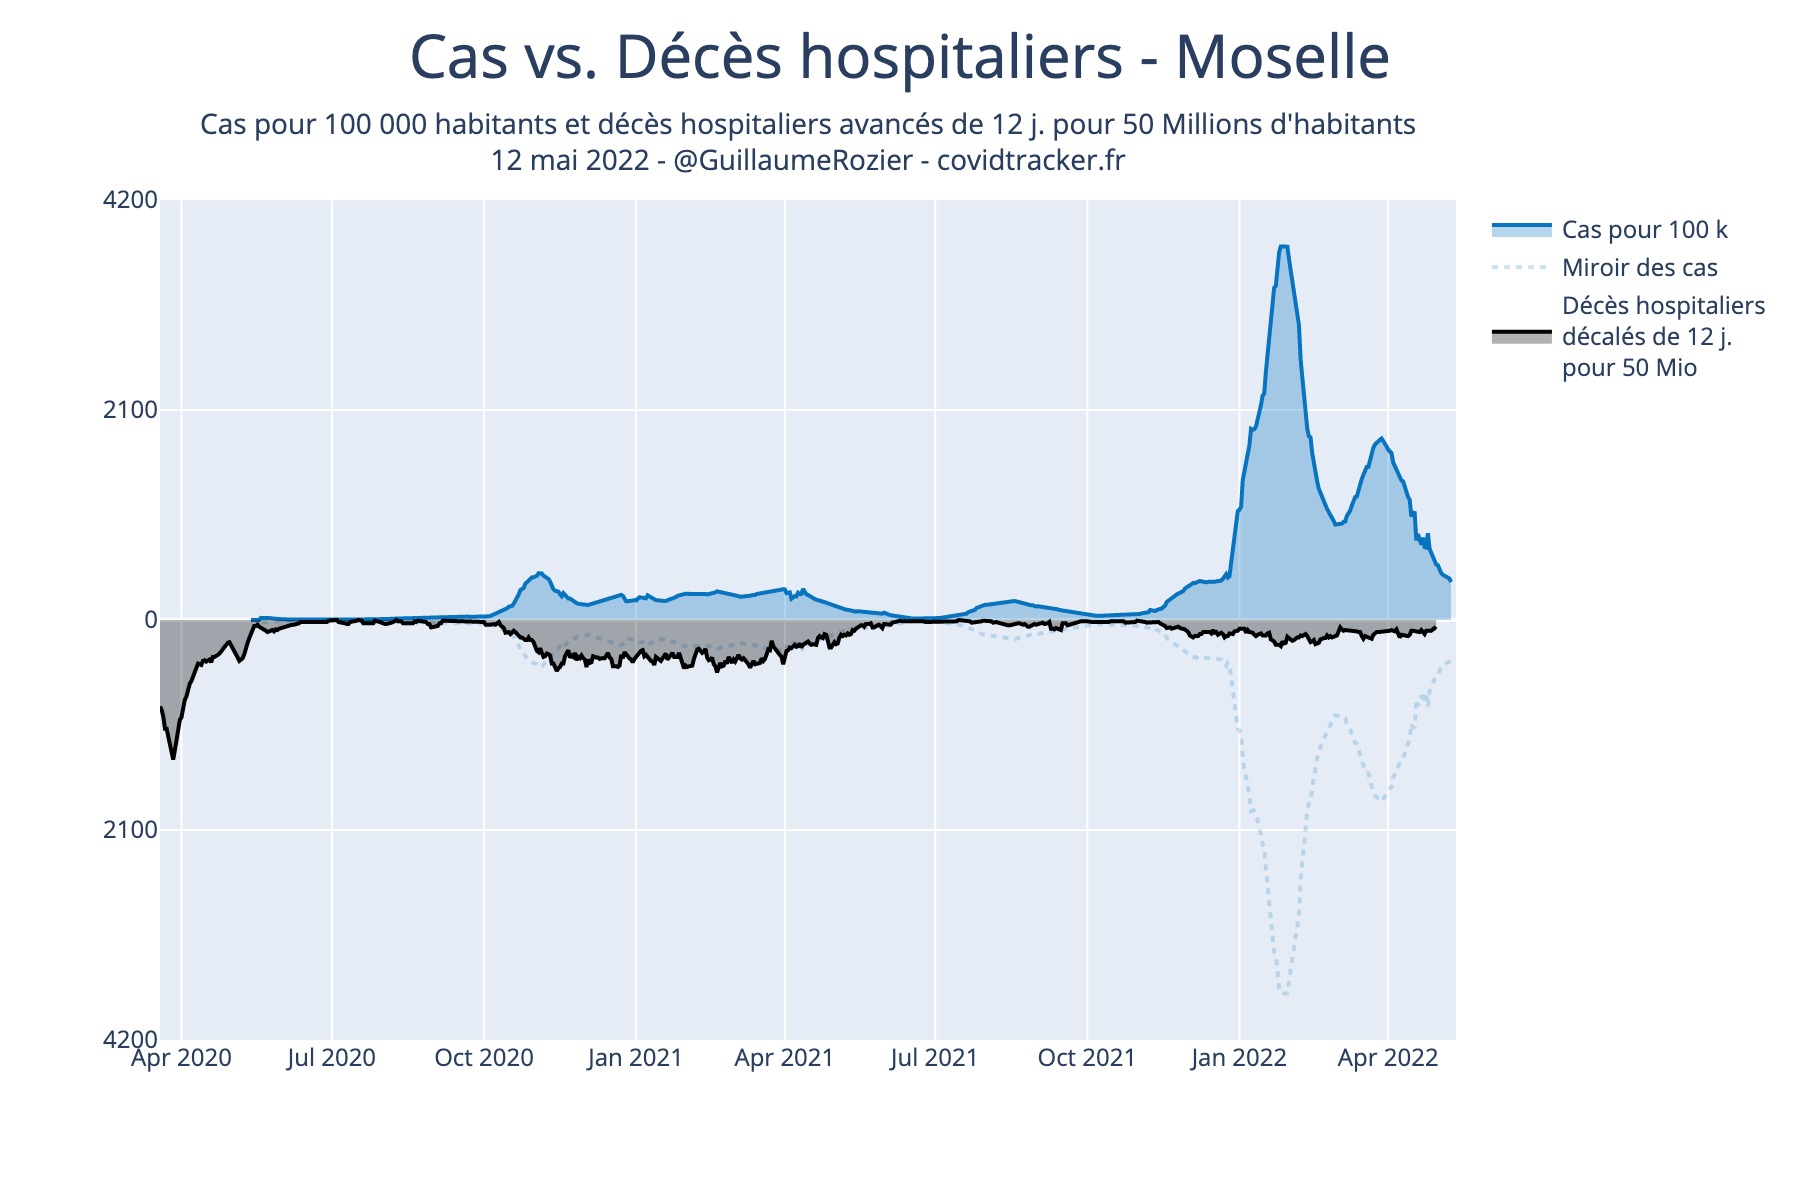 Cas vs. Décès hospitaliers - Moselle
Cas pour 100 000 habitants et décès hospitaliers avancés de 12 j. pour 50 Millions d'habitants
12 mai 2022 - @GuillaumeRozier - covidtracker.fr
4200
2100
0
2100
4200
Apr 2020
Jul 2020
Oct 2020
Jan 2021
Apr 2021
Jul 2021
Oct 2021
Jan 2022
Apr 2022
Cas pour 100 k
Miroir des cas
Décès hospitaliers
décalés de 12 j.
pour 50 Mio